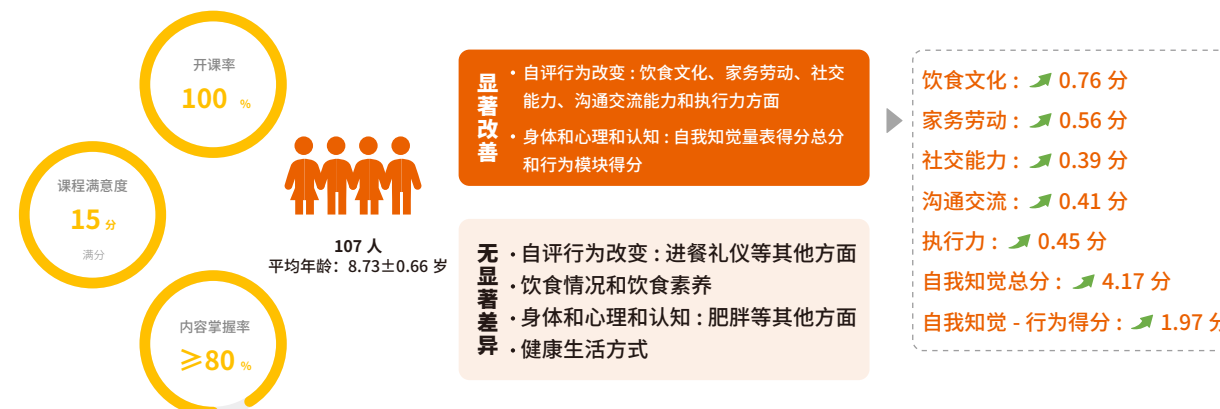 开课率
100 %
课程满意度
15 分
满分
内容掌握率
≥80 %
107 人
平均年龄：8.73±0.66 岁
显著改善
· 自评行为改变 : 饮食文化、家务劳动、社交
能力、沟通交流能力和执行力方面
· 身体和心理和认知 : 自我知觉量表得分总分
和行为模块得分
无显著差异
· 自评行为改变 : 进餐礼仪等其他方面
· 饮食情况和饮食素养
· 身体和心理和认知 : 肥胖等其他方面
· 健康生活方式
饮食文化 : 0.76 分
家务劳动 : 0.56 分
社交能力 : 0.39 分
沟通交流 : 0.41 分
执行力 : 0.45 分
自我知觉总分 : 4.17 分
自我知觉 - 行为得分 : 1.97 分